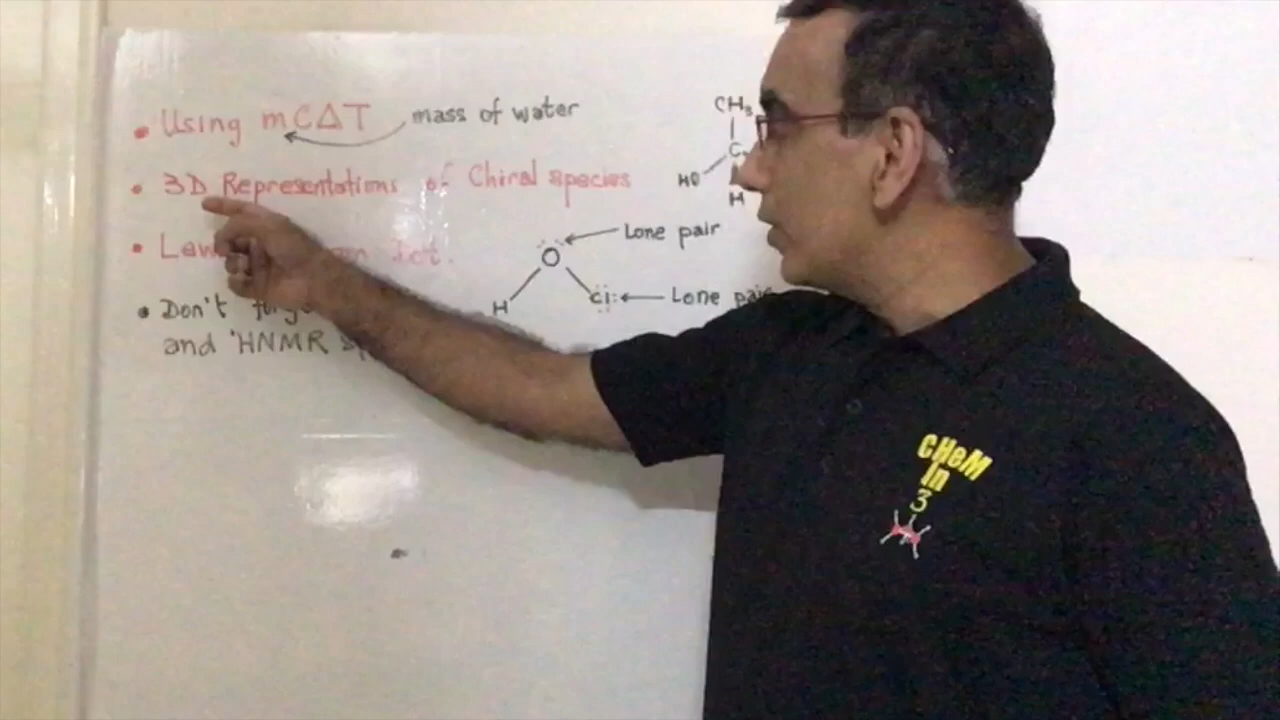 • Using mCΔT mass of water
• 3D Representations of Chiral species
CH₃
C
HO
H
Lone pair
O
H
Cl
Lone pair
• Don't
and ¹HNMR
CHeM
In
3